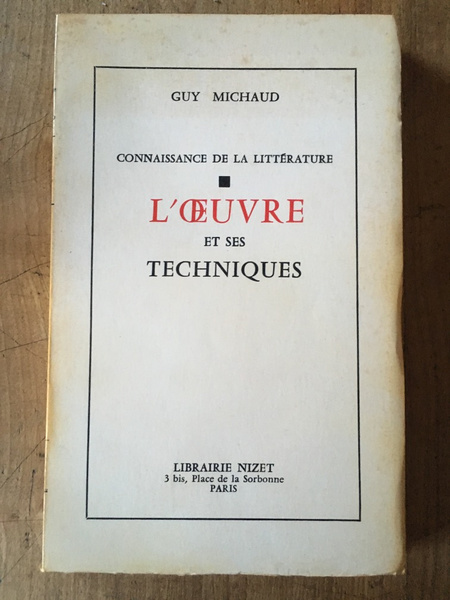 GUY MICHAUD
CONNAISSANCE DE LA LITTÉRATURE
L'ŒUVRE
ET SES
TECHNIQUES
LIBRAIRIE NIZET
3 bis, Place de la Sorbonne
PARIS